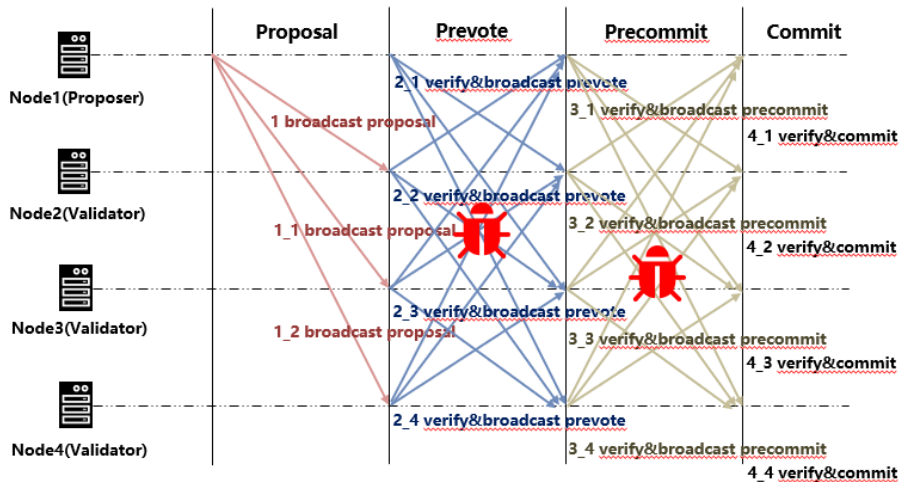 Proposal
Prevote
Precommit
Commit
Node1(Proposer)
2_1 verify&broadcast prevote
3_1 verify&broadcast precommit
1 broadcast proposal
4_1 verify&commit
Node2(Validator)
2_2 verify&broadcast prevote
3_2 verify&broadcast precommit
1_1 broadcast proposal
4_2 verify&commit
Node3(Validator)
2_3 verify&broadcast prevote
1_2 broadcast proposal
3_3 verify&broadcast precommit
4_3 verify&commit
Node4(Validator)
2_4 verify&broadcast prevote
3_4 verify&broadcast precommit
4_4 verify&commit